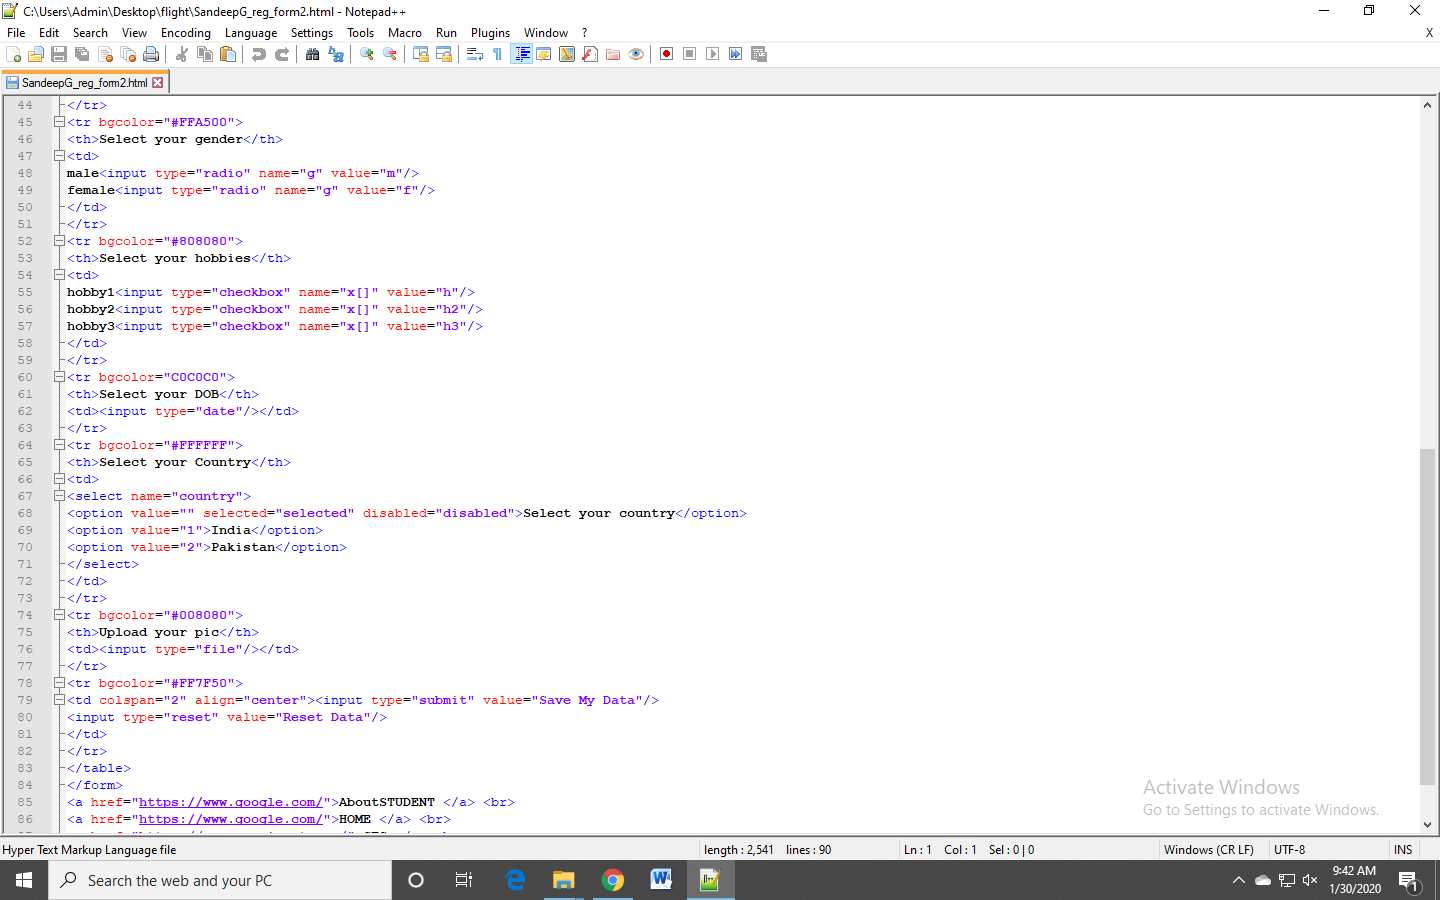 C:\Users\Admin\Desktop\flight\SandeepG_reg_form2.html - Notepad++
File Edit Search View Encoding Language Settings Tools Macro Run Plugins Window ? X
SandeepG_reg_form2.html
44 </tr>
45 <tr bgcolor="#FFA500">
46 <th>Select your gender</th>
47 <td>
48 male<input type="radio" name="g" value="m"/>
49 female<input type="radio" name="g" value="f"/>
50 </td>
51 </tr>
52 <tr bgcolor="#808080">
53 <th>Select your hobbies</th>
54 <td>
55 hobby1<input type="checkbox" name="x[]" value="h"/>
56 hobby2<input type="checkbox" name="x[]" value="h2"/>
57 hobby3<input type="checkbox" name="x[]" value="h3"/>
58 </td>
59 </tr>
60 <tr bgcolor="C0C0C0">
61 <th>Select your DOB</th>
62 <td><input type="date"/></td>
63 </tr>
64 <tr bgcolor="#FFFFFF">
65 <th>Select your Country</th>
66 <td>
67 <select name="country">
68 <option value="" selected="selected" disabled="disabled">Select your country</option>
69 <option value="1">India</option>
70 <option value="2">Pakistan</option>
71 </select>
72 </td>
73 </tr>
74 <tr bgcolor="#008080">
75 <th>Upload your pic</th>
76 <td><input type="file"/></td>
77 </tr>
78 <tr bgcolor="#FF7F50">
79 <td colspan="2" align="center"><input type="submit" value="Save My Data"/>
80 <input type="reset" value="Reset Data"/>
81 </td>
82 </tr>
83 </table>
84 </form>
85 <a href="https://www.google.com/">AboutSTUDENT </a> <br>
86 <a href="https://www.google.com/">HOME </a> <br>
Activate Windows
Go to Settings to activate Windows.
Hyper Text Markup Language file length : 2,541 lines : 90 Ln : 1 Col : 1 Sel : 0 | 0 Windows (CR LF) UTF-8 INS
Search the web and your PC
9:42 AM
1/30/2020
1